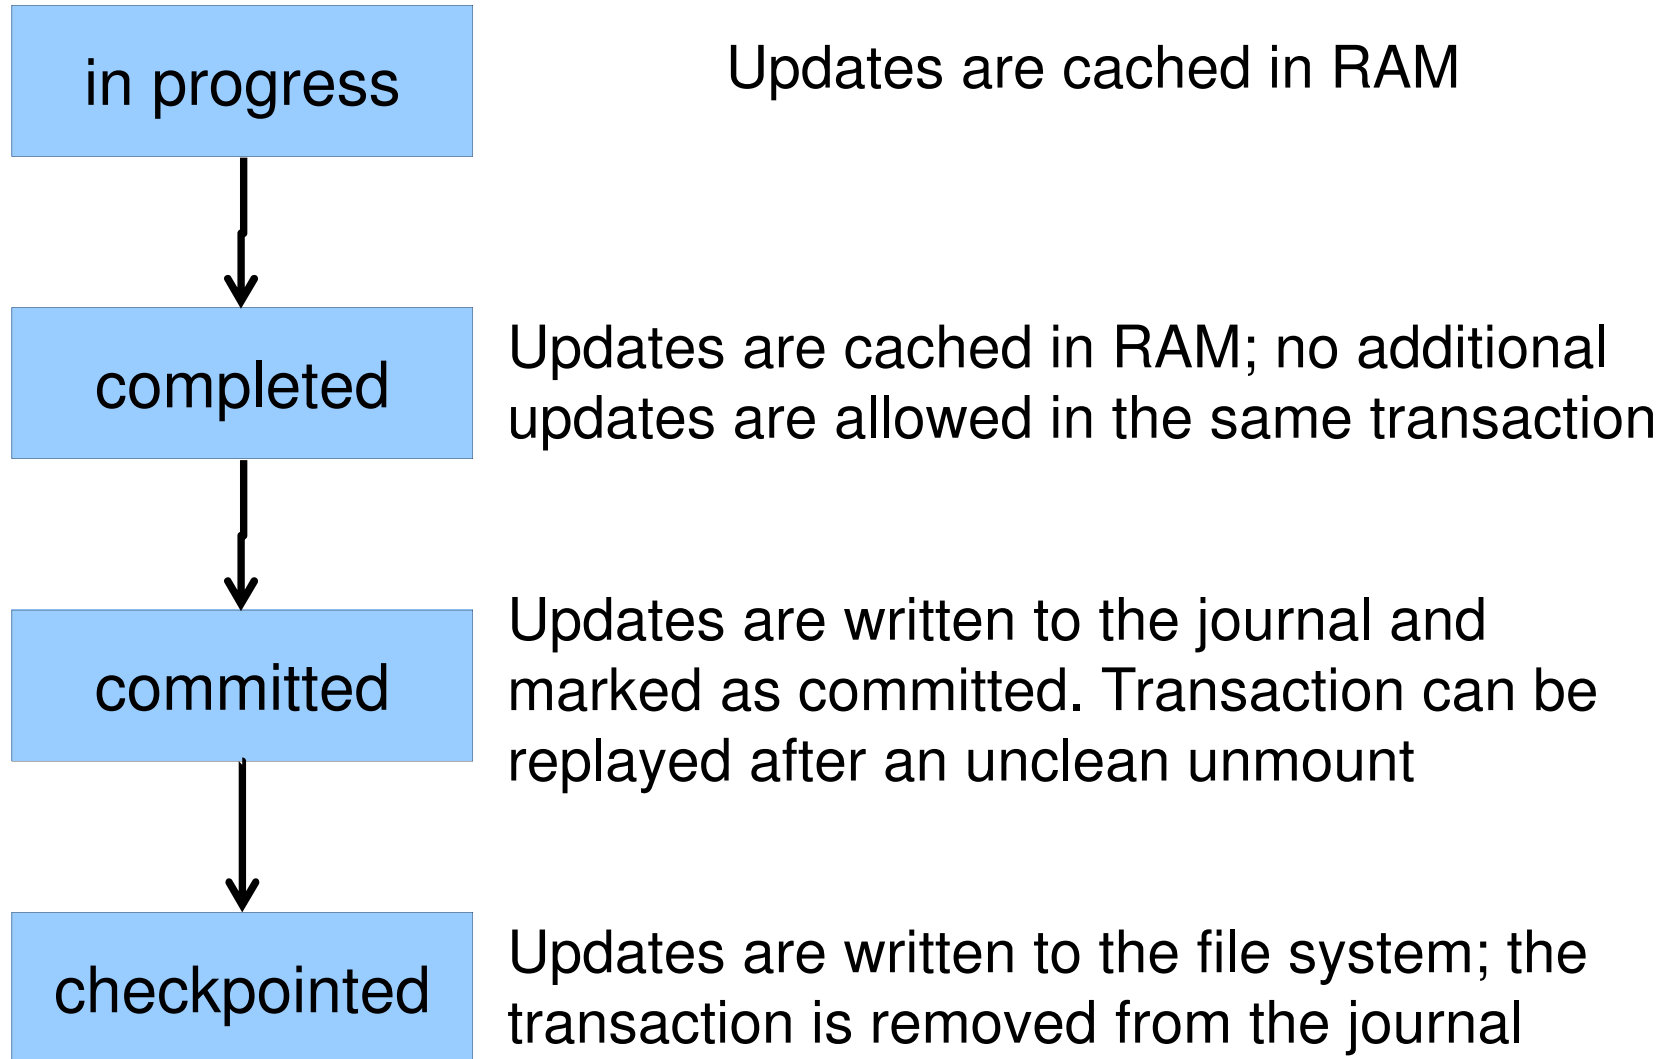 in progress
Updates are cached in RAM
completed
Updates are cached in RAM; no additional
updates are allowed in the same transaction
committed
Updates are written to the journal and
marked as committed. Transaction can be
replayed after an unclean unmount
checkpointed
Updates are written to the file system; the
transaction is removed from the journal